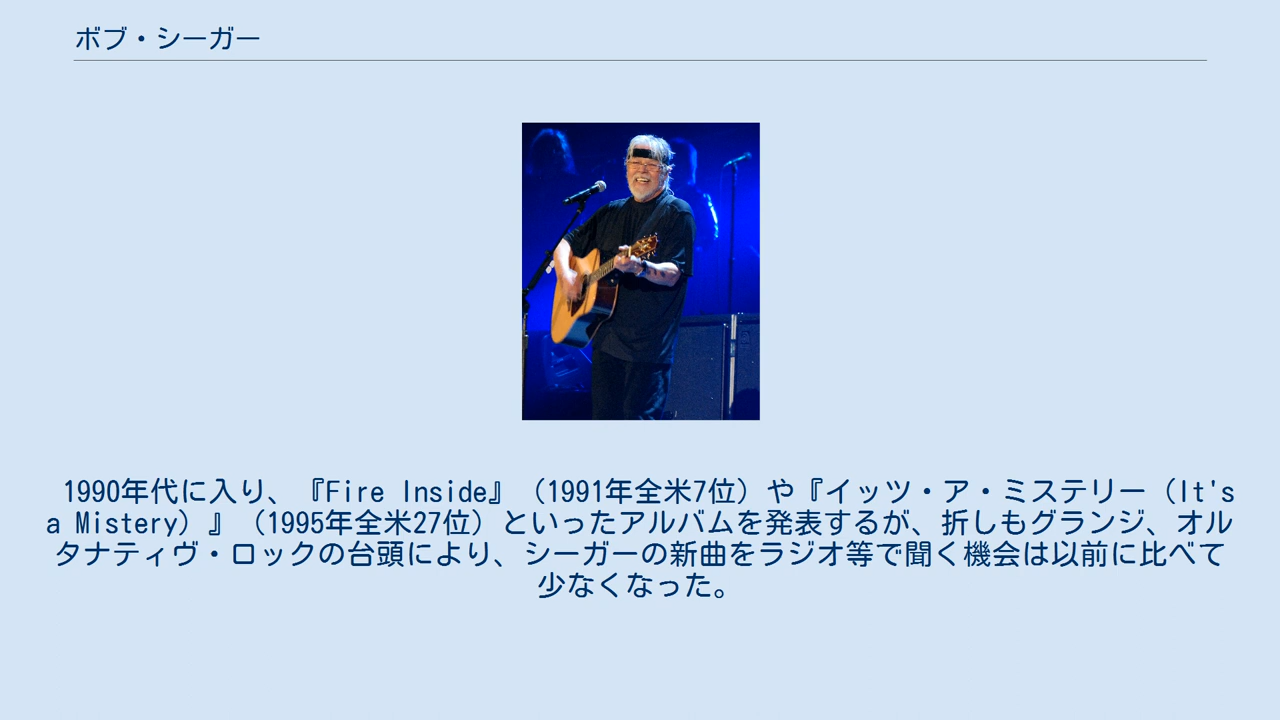 ボブ・シーガー
1990年代に入り、『Fire Inside』（1991年全米7位）や『イッツ・ア・ミステリー（It's
a Mistery）』（1995年全米27位）といったアルバムを発表するが、折しもグランジ、オル
タナティヴ・ロックの台頭により、シーガーの新曲をラジオ等で聞く機会は以前に比べて
少なくなった。